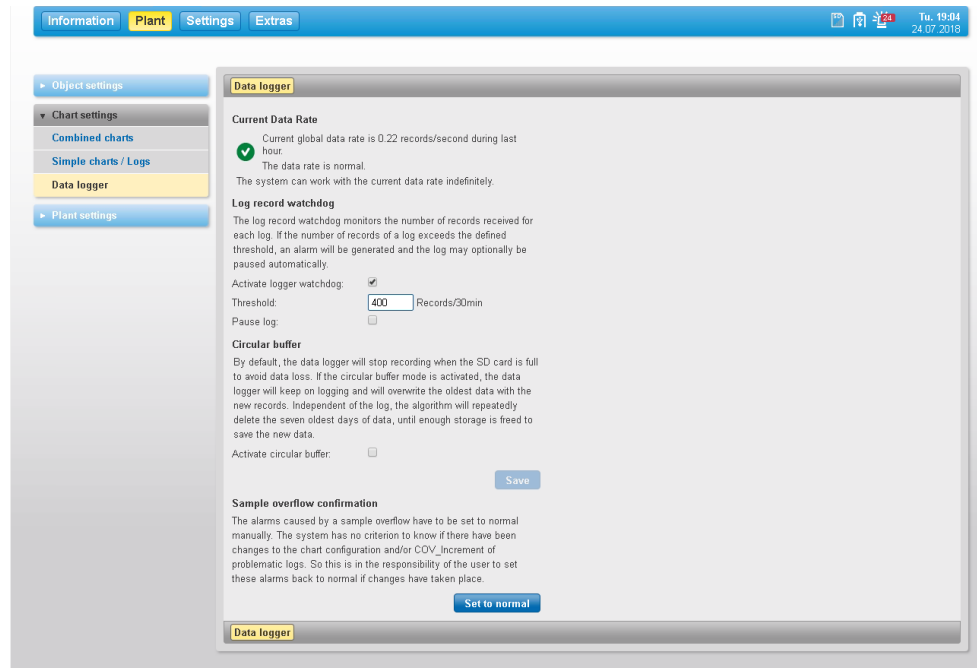 Information Plant Settings Extras
24
Tu. 19:04
24.07.2018
Object settings
Chart settings
Combined charts
Simple charts / Logs
Data logger
Plant settings
Data logger
Current Data Rate
Current global data rate is 0.22 records/second during last
hour.
The data rate is normal.
The system can work with the current data rate indefinitely.
Log record watchdog
The log record watchdog monitors the number of records received for
each log. If the number of records of a log exceeds the defined
threshold, an alarm will be generated and the log may optionally be
paused automatically.
Activate logger watchdog:
Threshold: 400 Records/30min
Pause log:
Circular buffer
By default, the data logger will stop recording when the SD card is full
to avoid data loss. If the circular buffer mode is activated, the data
logger will keep on logging and will overwrite the oldest data with the
new records. Independent of the log, the algorithm will repeatedly
delete the seven oldest days of data, until enough storage is freed to
save the new data.
Activate circular buffer:
Save
Sample overflow confirmation
The alarms caused by a sample overflow have to be set to normal
manually. The system has no criterion to know if there have been
changes to the chart configuration and/or COV_Increment of
problematic logs. So this is in the responsibility of the user to set
these alarms back to normal if changes have taken place.
Set to normal
Data logger